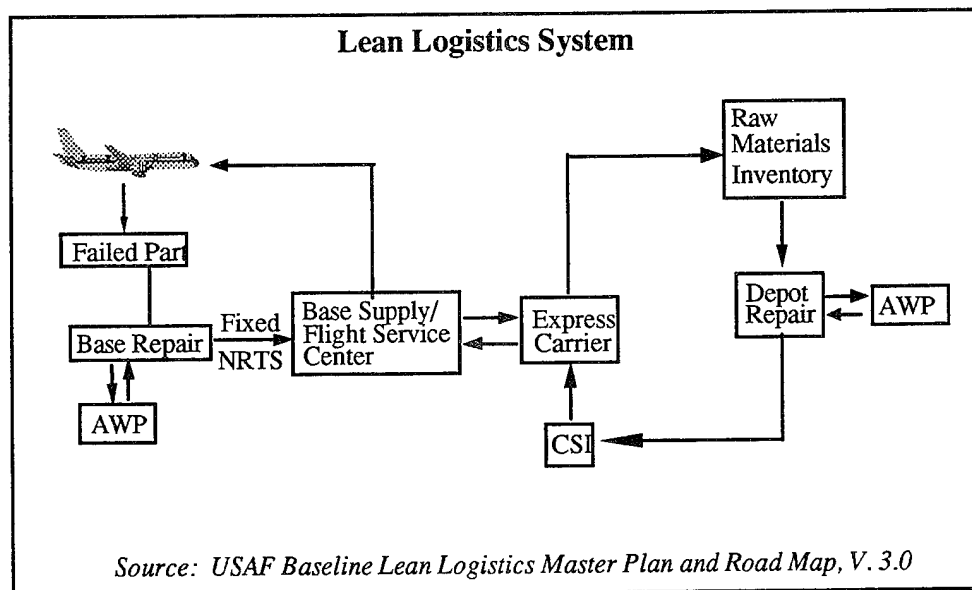 Lean Logistics System
Raw
Materials
Inventory
Failed Part
Base Repair
Fixed
NRTS
Base Supply/
Flight Service
Center
Express
Carrier
Depot
Repair
AWP
AWP
CSI
Source: USAF Baseline Lean Logistics Master Plan and Road Map, V. 3.0